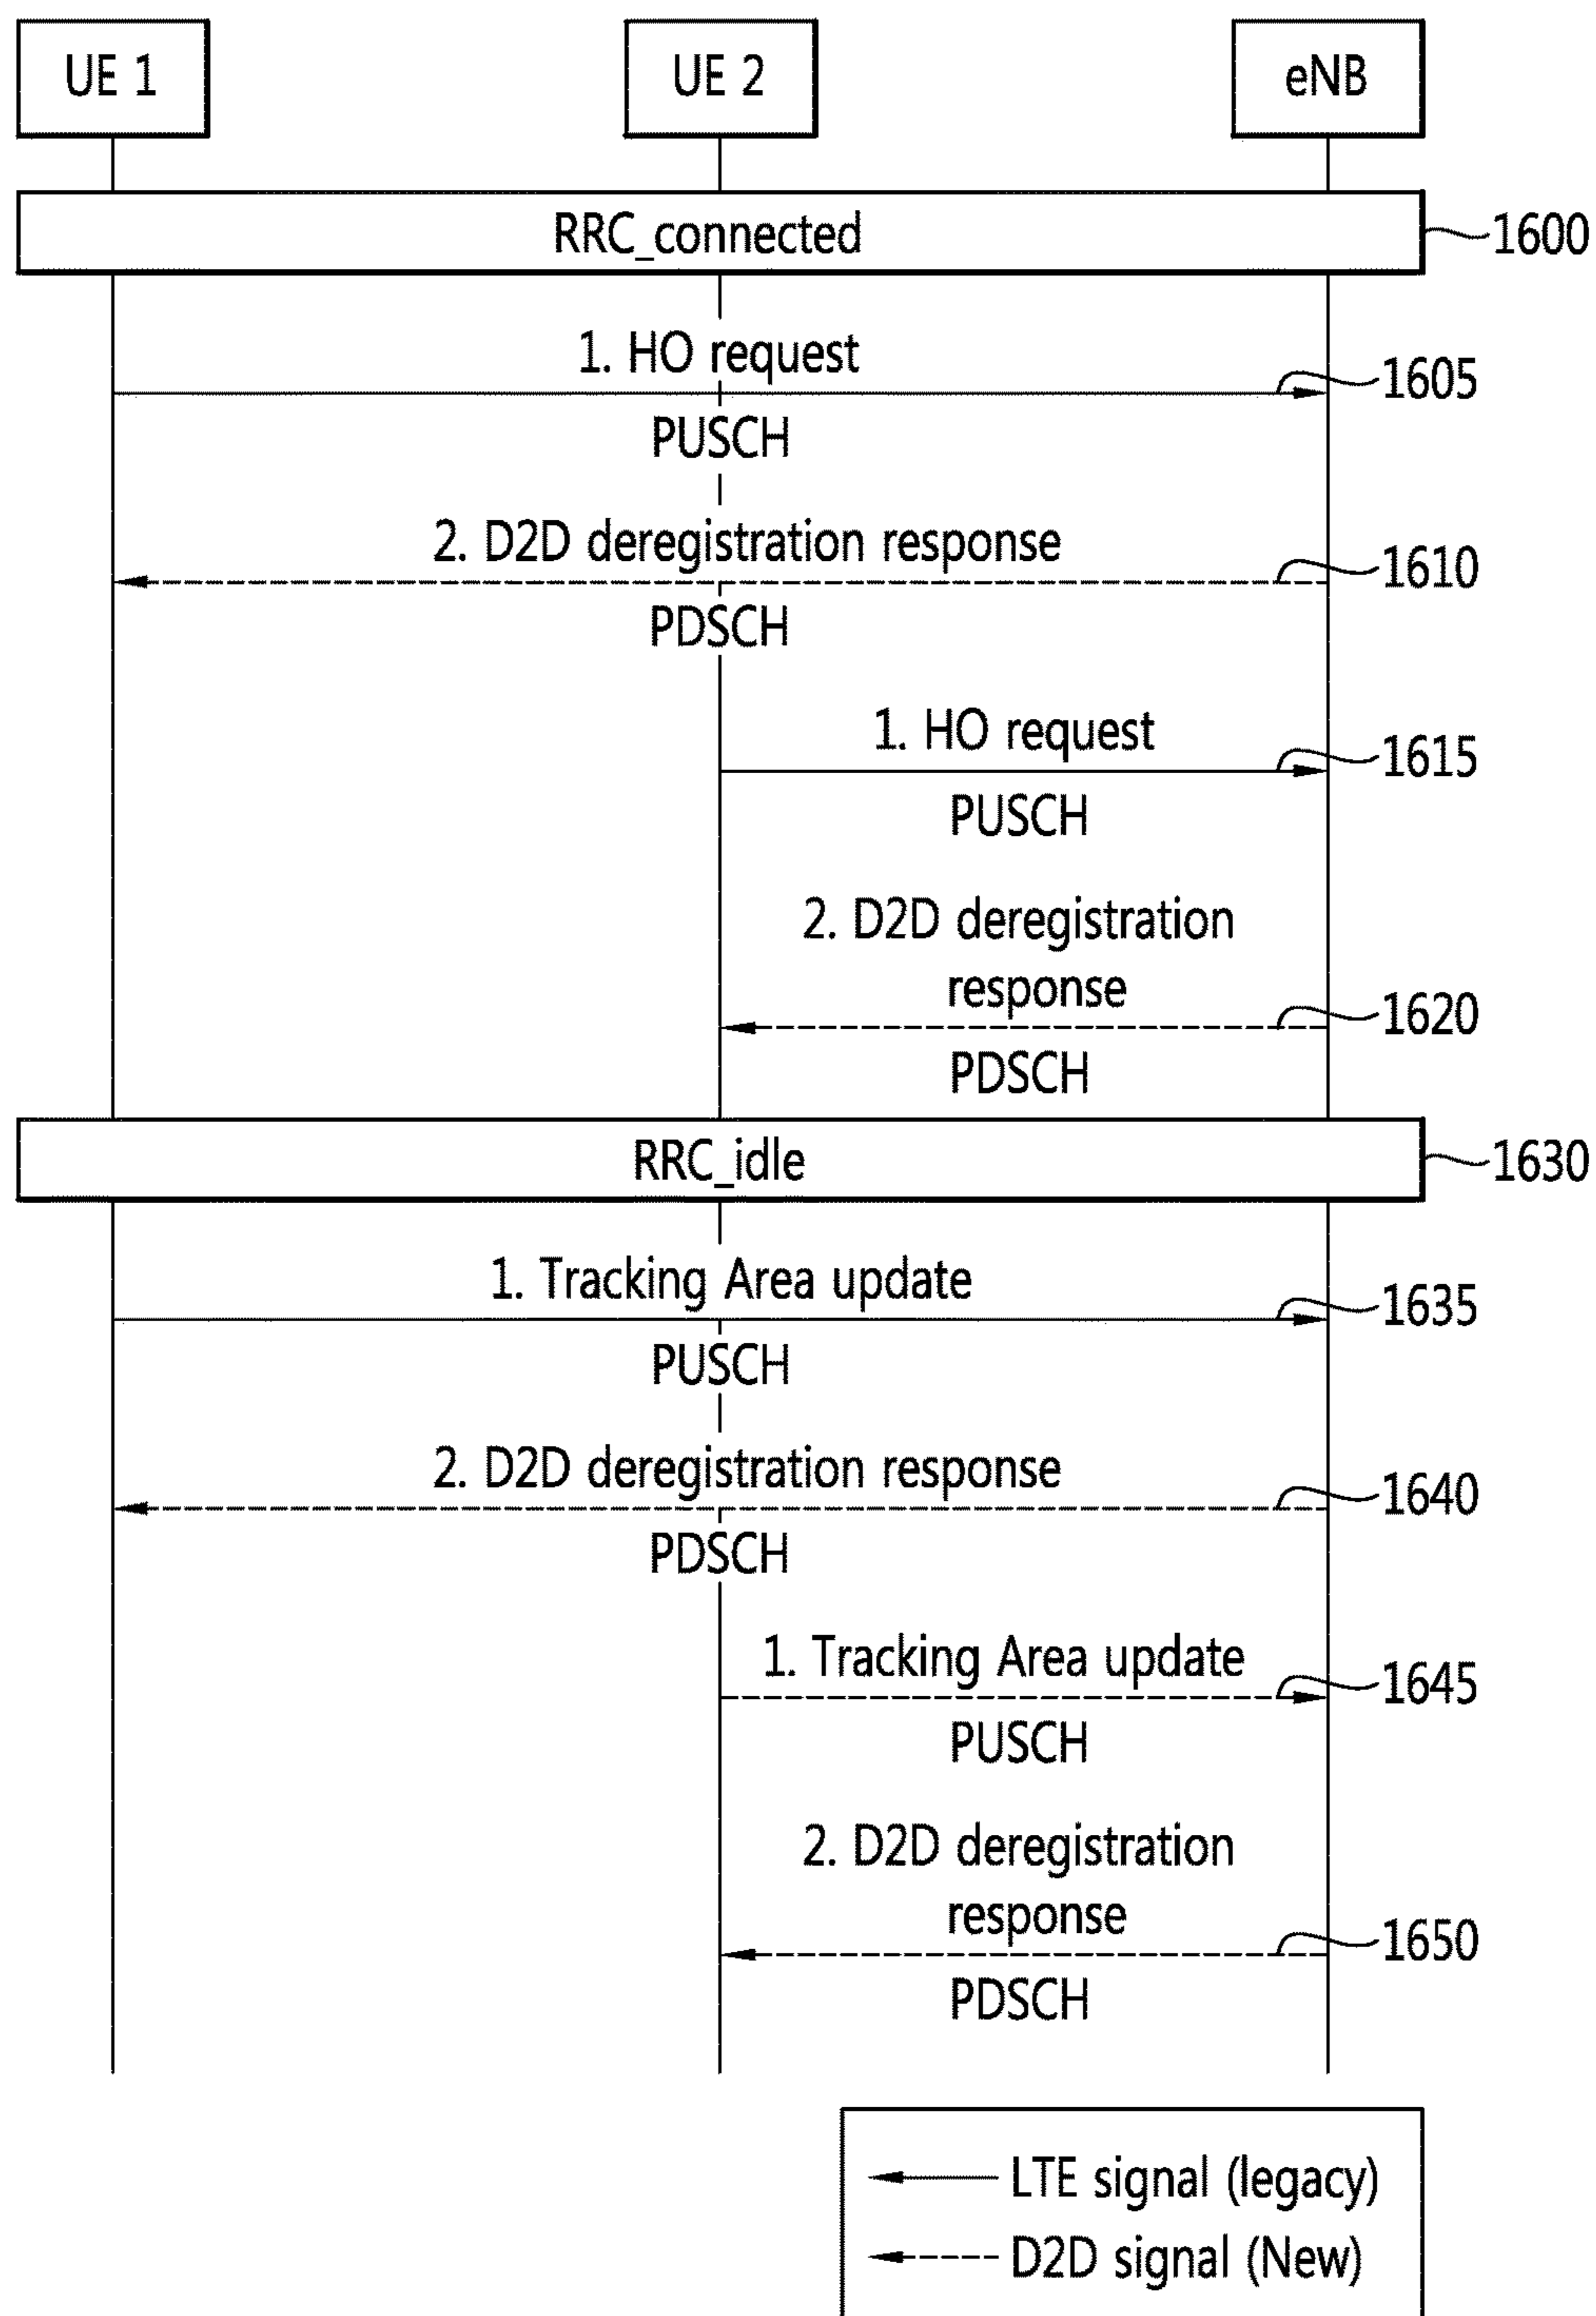 UE 1
UE 2
eNB
RRC_connected
1600
1. HO request
1605
PUSCH
2. D2D deregistration response
1610
PDSCH
1. HO request
1615
PUSCH
2. D2D deregistration
response
1620
PDSCH
RRC_idle
1630
1. Tracking Area update
1635
PUSCH
2. D2D deregistration response
1640
PDSCH
1. Tracking Area update
1645
PUSCH
2. D2D deregistration
response
1650
PDSCH
LTE signal (legacy)
D2D signal (New)